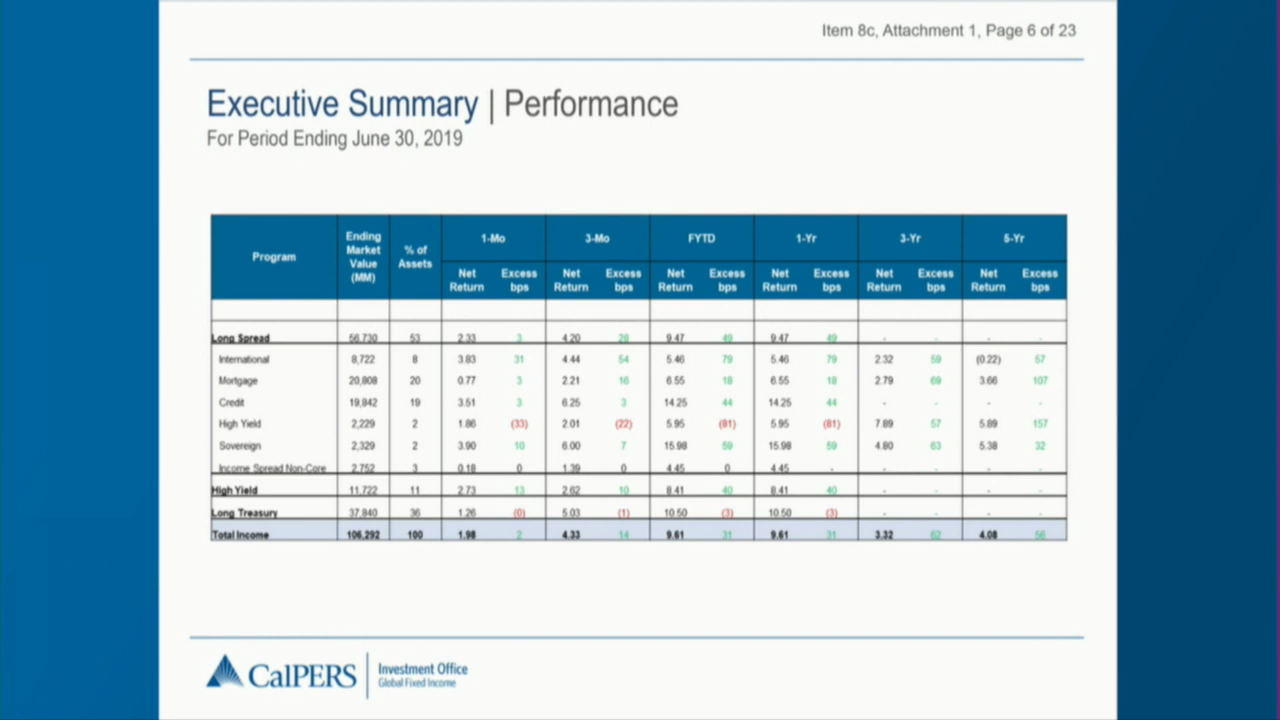 Item 8c, Attachment 1, Page 6 of 23
Executive Summary | Performance
For Period Ending June 30, 2019
Program Ending Market Value (MM) % of Assets 1-Mo 3-Mo FYTD 1-Yr 3-Yr 5-Yr
Net Return Excess bps Net Return Excess bps Net Return Excess bps Net Return Excess bps Net Return Excess bps Net Return Excess bps
Long Spread 56,730 53 2.33 3 4.20 28 9.47 49 9.47 49 - - - -
International 8,722 8 3.83 31 4.44 54 5.46 79 5.46 79 2.32 59 (0.22) 57
Mortgage 20,808 20 0.77 3 2.21 16 6.55 18 6.55 18 2.79 69 3.66 107
Credit 19,842 19 3.51 3 6.25 3 14.25 44 14.25 44 - - - -
High Yield 2,229 2 1.86 (33) 2.01 (22) 5.95 (81) 5.95 (81) 7.89 57 5.89 157
Sovereign 2,329 2 3.90 10 6.00 7 15.98 59 15.98 59 4.80 63 5.38 32
Income Spread Non-Core 2,752 3 0.18 0 1.39 0 4.45 0 4.45 - - - - -
High Yield 11,722 11 2.73 13 2.62 10 8.41 40 8.41 40 - - - -
Long Treasury 37,840 36 1.26 (0) 5.03 (1) 10.50 (3) 10.50 (3) - - - -
Total Income 106,292 100 1.98 2 4.33 14 9.61 31 9.61 31 3.32 62 4.08 56
CalPERS Investment Office
Global Fixed Income